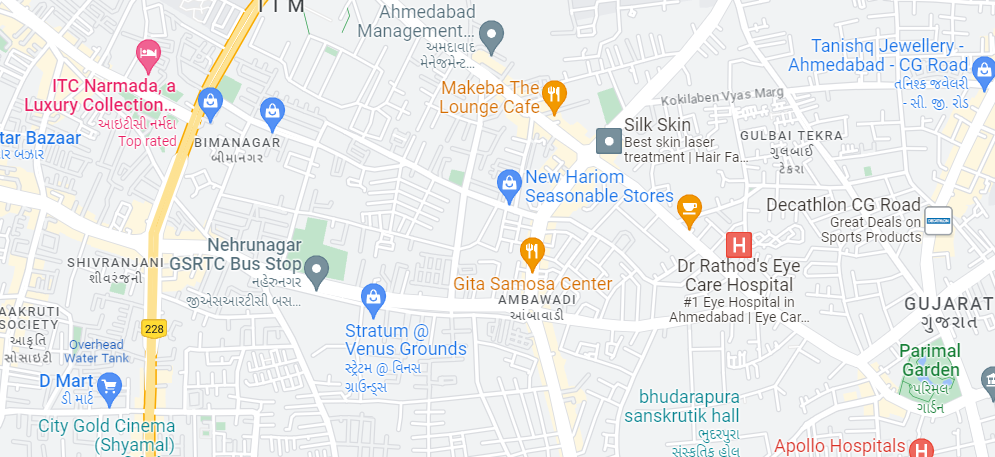 I I M
Ahmedabad
Management...
અમદાવાદ
મેનેજમેન્ટ...
ITC Narmada, a
Luxury Collection...
આઇટીસી નર્મદા
Top rated
Makeba The
Lounge Cafe
Kokilaben Vyas Marg
Tanishq Jewellery -
Ahmedabad - CG Road
તનિશ્ક જ્વેલરી
- સી. જી. રોડ
tar Bazaar
ાર બઝાર
BIMANAGAR
બીમાનગર
Silk Skin
Best skin laser
treatment | Hair Fa...
GULBAI TEKRA
ગુલબાઈ
ટેકરા
New Hariom
Seasonable Stores
Decathlon CG Road
Great Deals on
Sports Products
DECATHLON
Nehrunagar
GSRTC Bus Stop
નહેરુનગર
જીએસઆરટીસી બસ...
SHIVRANJANI
શીવરંજની
Gita Samosa Center
AMBAWADI
આંબાવાડી
H
Dr Rathod's Eye
Care Hospital
#1 Eye Hospital in
Ahmedabad | Eye Car...
GUJARAT
ગુજરાત
AAKRUTI
SOCIETY
આકૃતિ
સોસાઇટી
228
Stratum @
Venus Grounds
સ્ટ્રેટમ @ વિનસ
ગ્રાઉન્ડ્સ
Overhead
Water Tank
D Mart
ડી માર્ટ
City Gold Cinema
(Shyamal)
Parimal
Garden
પરિમલ
ગાર્ડન
bhudarapura
sanskrutik hall
ભુદરપુરા
સંસ્કૃતિક હોલ
Apollo Hospitals
H